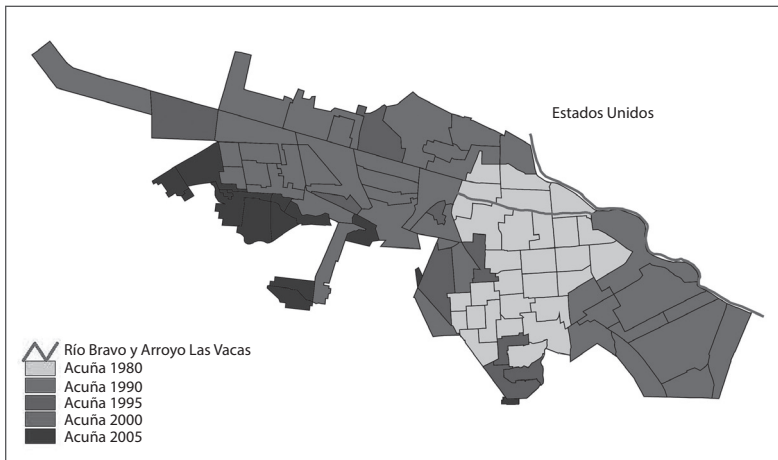 Estados Unidos
Río Bravo y Arroyo Las Vacas
Acuña 1980
Acuña 1990
Acuña 1995
Acuña 2000
Acuña 2005